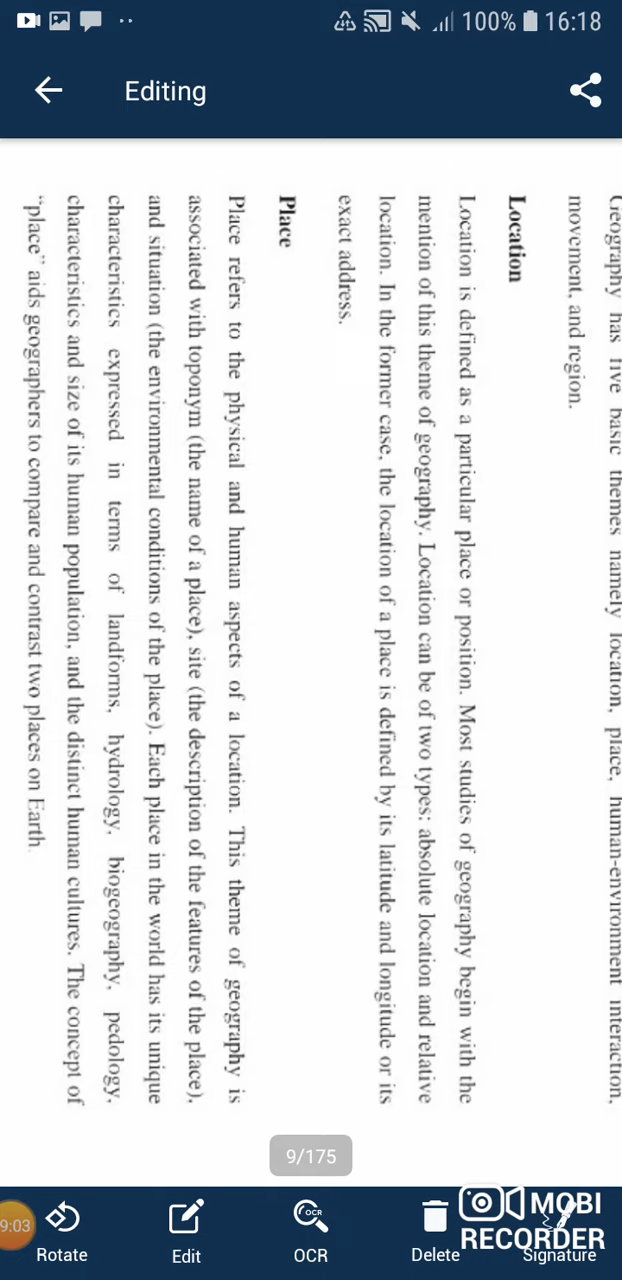 100% 16:18
Editing
Geography has five basic themes namely location, place, human-environment interaction,
movement, and region.
Location
Location is defined as a particular place or position. Most studies of geography begin with the
mention of this theme of geography. Location can be of two types: absolute location and relative
location. In the former case, the location of a place is defined by its latitude and longitude or its
exact address.
Place
Place refers to the physical and human aspects of a location. This theme of geography is
associated with toponym (the name of a place), site (the description of the features of the place),
and situation (the environmental conditions of the place). Each place in the world has its unique
characteristics expressed in terms of landforms, hydrology, biogeography, pedology,
characteristics and size of its human population, and the distinct human cultures. The concept of
“place” aids geographers to compare and contrast two places on Earth.
9/175
9:03
Rotate
Edit
OCR
OCR
Delete
Signature
MOBI
RECORDER